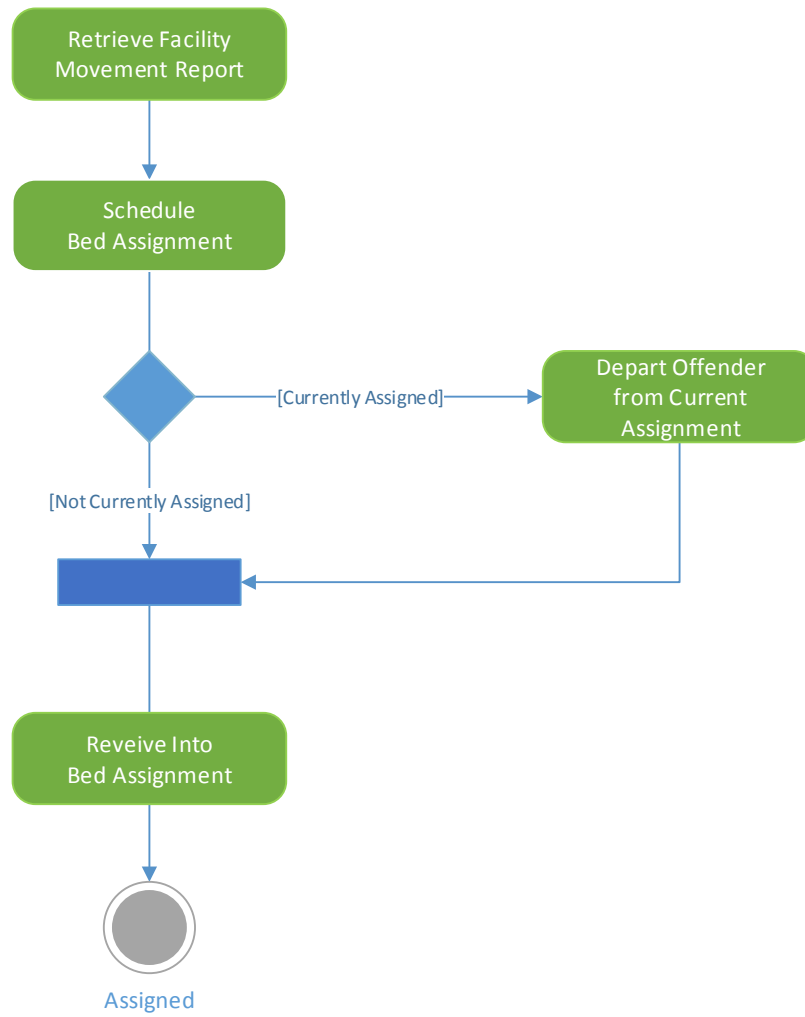 Retrieve Facility
Movement Report
Schedule
Bed Assignment
[Currently Assigned]
Depart Offender
from Current
Assignment
[Not Currently Assigned]
Reveive Into
Bed Assignment
Assigned